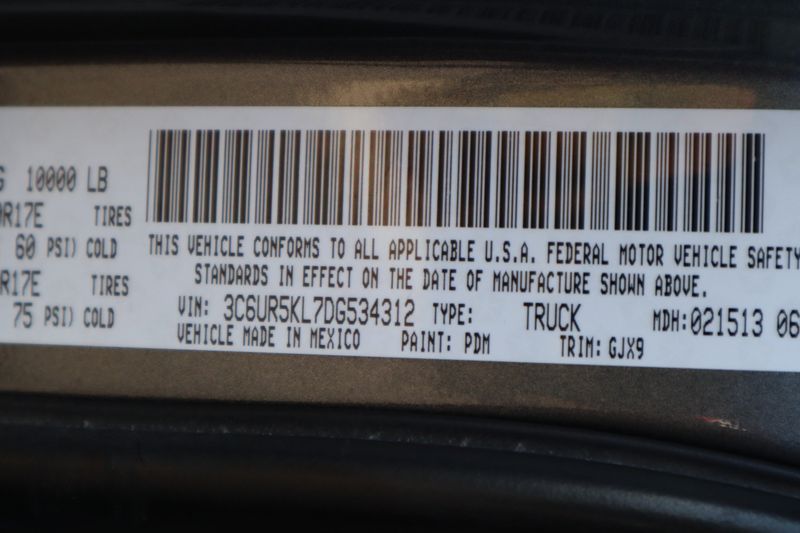 10000 LB
R17E TIRES
60 PSI) COLD
R17E TIRES
75 PSI) COLD
THIS VEHICLE CONFORMS TO ALL APPLICABLE U.S.A. FEDERAL MOTOR VEHICLE SAFETY
STANDARDS IN EFFECT ON THE DATE OF MANUFACTURE SHOWN ABOVE.
VIN: 3C6UR5KL7DG534312 TYPE: TRUCK MDH:021513 06
VEHICLE MADE IN MEXICO PAINT: PDM TRIM: GJX9